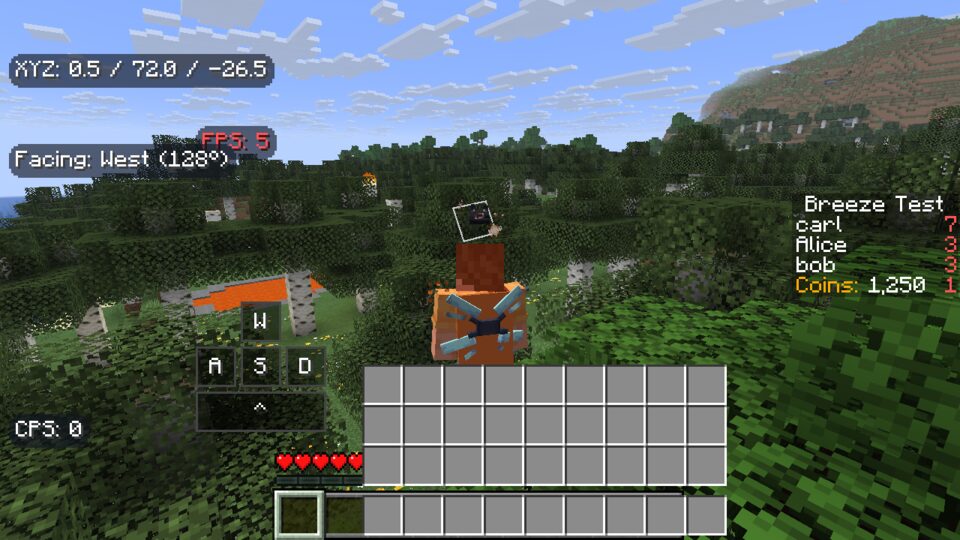 XYZ: 0.5 / 72.0 / -26.5
FPS: 5
Facing: West (128°)
Breeze Test
carl 7
Alice 3
bob 3
Coins: 1,250 1
W
A S D
^
CPS: 0